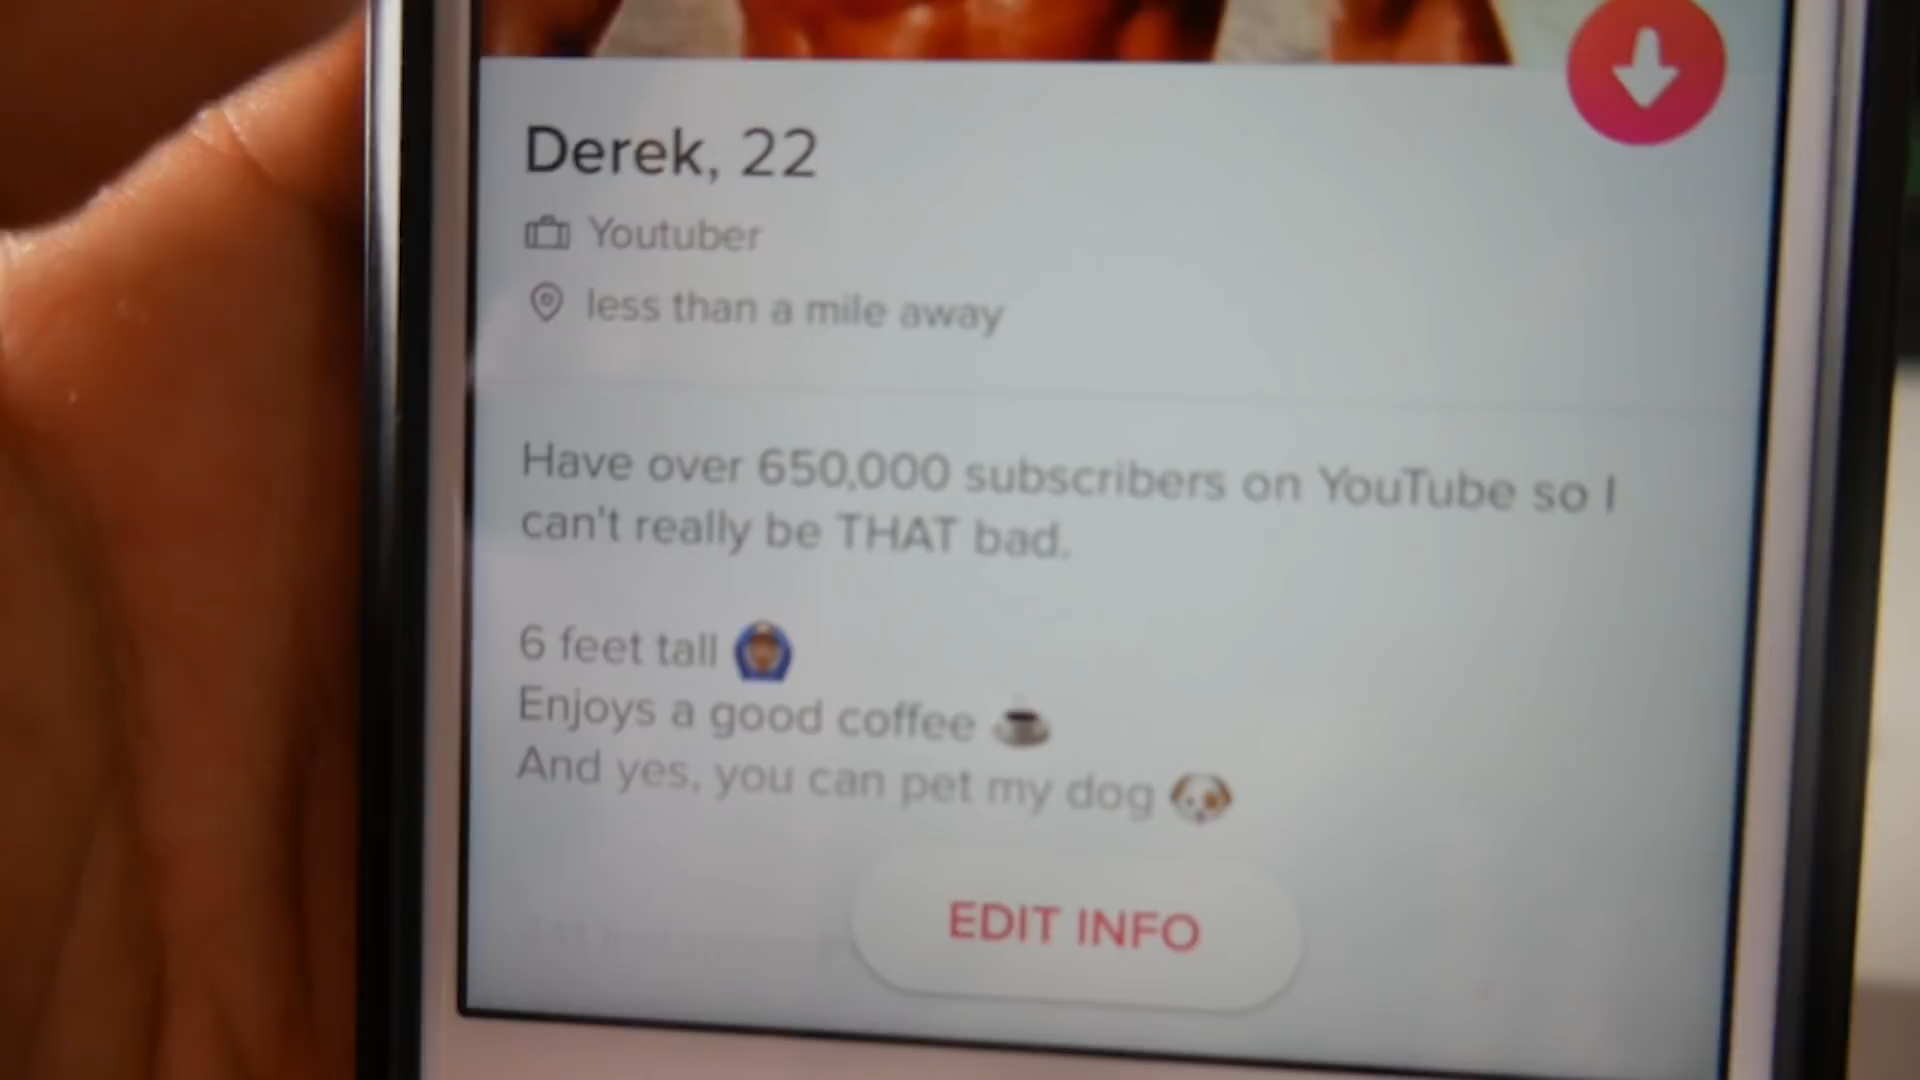 Derek, 22
Youtuber
less than a mile away
Have over 650,000 subscribers on YouTube so I
can't really be THAT bad.
6 feet tall 🙆🏽‍♂️
Enjoys a good coffee ☕
And yes, you can pet my dog 🐶
EDIT INFO